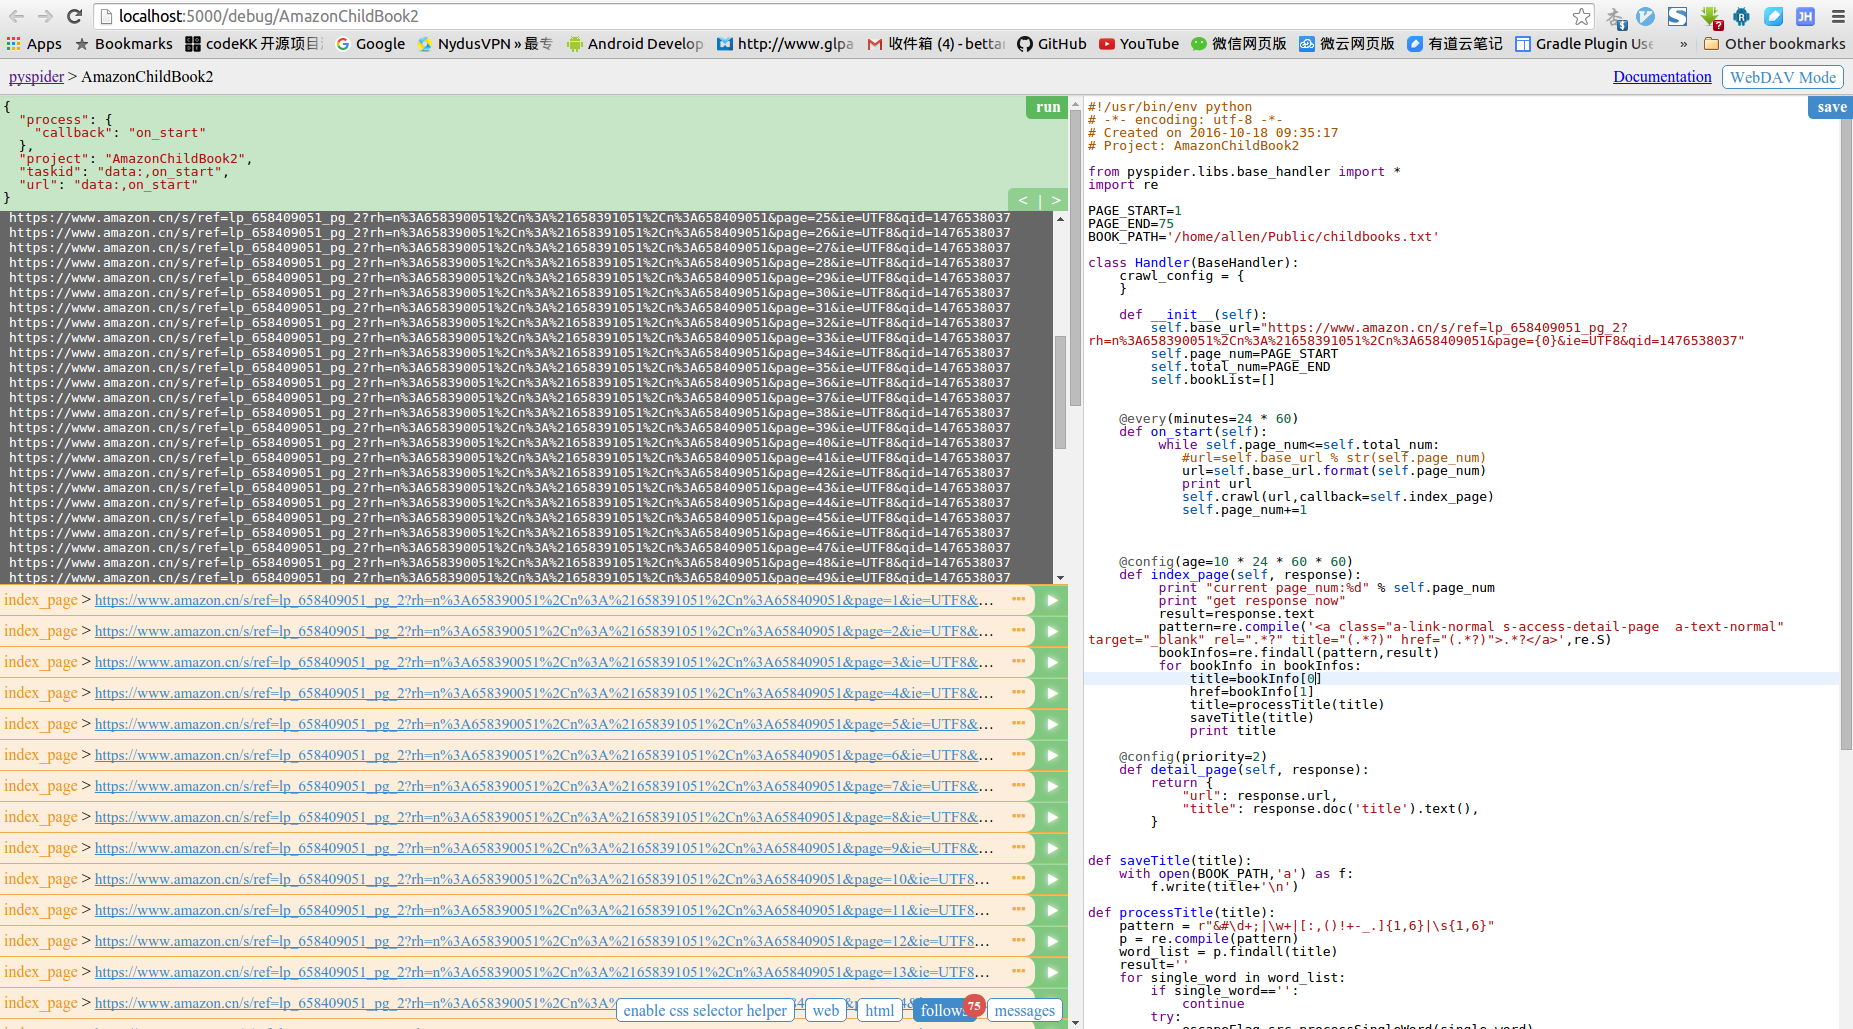 localhost:5000/debug/AmazonChildBook2
Apps Bookmarks codeKK 开源项目 Google NydusVPN » 最专 Android Develop http://www.glpa 收件箱 (4) - betta GitHub YouTube 微信网页版 微云网页版 有道云笔记 Gradle Plugin Use » Other bookmarks
pyspider > AmazonChildBook2
Documentation WebDAV Mode
run
{
  "process": {
    "callback": "on_start"
  },
  "project": "AmazonChildBook2",
  "taskid": "data:,on_start",
  "url": "data:,on_start"
}
< | >
https://www.amazon.cn/s/ref=lp_658409051_pg_2?rh=n%3A658390051%2Cn%3A%21658391051%2Cn%3A658409051&page=25&ie=UTF8&qid=1476538037
https://www.amazon.cn/s/ref=lp_658409051_pg_2?rh=n%3A658390051%2Cn%3A%21658391051%2Cn%3A658409051&page=26&ie=UTF8&qid=1476538037
https://www.amazon.cn/s/ref=lp_658409051_pg_2?rh=n%3A658390051%2Cn%3A%21658391051%2Cn%3A658409051&page=27&ie=UTF8&qid=1476538037
https://www.amazon.cn/s/ref=lp_658409051_pg_2?rh=n%3A658390051%2Cn%3A%21658391051%2Cn%3A658409051&page=28&ie=UTF8&qid=1476538037
https://www.amazon.cn/s/ref=lp_658409051_pg_2?rh=n%3A658390051%2Cn%3A%21658391051%2Cn%3A658409051&page=29&ie=UTF8&qid=1476538037
https://www.amazon.cn/s/ref=lp_658409051_pg_2?rh=n%3A658390051%2Cn%3A%21658391051%2Cn%3A658409051&page=30&ie=UTF8&qid=1476538037
https://www.amazon.cn/s/ref=lp_658409051_pg_2?rh=n%3A658390051%2Cn%3A%21658391051%2Cn%3A658409051&page=31&ie=UTF8&qid=1476538037
https://www.amazon.cn/s/ref=lp_658409051_pg_2?rh=n%3A658390051%2Cn%3A%21658391051%2Cn%3A658409051&page=32&ie=UTF8&qid=1476538037
https://www.amazon.cn/s/ref=lp_658409051_pg_2?rh=n%3A658390051%2Cn%3A%21658391051%2Cn%3A658409051&page=33&ie=UTF8&qid=1476538037
https://www.amazon.cn/s/ref=lp_658409051_pg_2?rh=n%3A658390051%2Cn%3A%21658391051%2Cn%3A658409051&page=34&ie=UTF8&qid=1476538037
https://www.amazon.cn/s/ref=lp_658409051_pg_2?rh=n%3A658390051%2Cn%3A%21658391051%2Cn%3A658409051&page=35&ie=UTF8&qid=1476538037
https://www.amazon.cn/s/ref=lp_658409051_pg_2?rh=n%3A658390051%2Cn%3A%21658391051%2Cn%3A658409051&page=36&ie=UTF8&qid=1476538037
https://www.amazon.cn/s/ref=lp_658409051_pg_2?rh=n%3A658390051%2Cn%3A%21658391051%2Cn%3A658409051&page=37&ie=UTF8&qid=1476538037
https://www.amazon.cn/s/ref=lp_658409051_pg_2?rh=n%3A658390051%2Cn%3A%21658391051%2Cn%3A658409051&page=38&ie=UTF8&qid=1476538037
https://www.amazon.cn/s/ref=lp_658409051_pg_2?rh=n%3A658390051%2Cn%3A%21658391051%2Cn%3A658409051&page=39&ie=UTF8&qid=1476538037
https://www.amazon.cn/s/ref=lp_658409051_pg_2?rh=n%3A658390051%2Cn%3A%21658391051%2Cn%3A658409051&page=40&ie=UTF8&qid=1476538037
https://www.amazon.cn/s/ref=lp_658409051_pg_2?rh=n%3A658390051%2Cn%3A%21658391051%2Cn%3A658409051&page=41&ie=UTF8&qid=1476538037
https://www.amazon.cn/s/ref=lp_658409051_pg_2?rh=n%3A658390051%2Cn%3A%21658391051%2Cn%3A658409051&page=42&ie=UTF8&qid=1476538037
https://www.amazon.cn/s/ref=lp_658409051_pg_2?rh=n%3A658390051%2Cn%3A%21658391051%2Cn%3A658409051&page=43&ie=UTF8&qid=1476538037
https://www.amazon.cn/s/ref=lp_658409051_pg_2?rh=n%3A658390051%2Cn%3A%21658391051%2Cn%3A658409051&page=44&ie=UTF8&qid=1476538037
https://www.amazon.cn/s/ref=lp_658409051_pg_2?rh=n%3A658390051%2Cn%3A%21658391051%2Cn%3A658409051&page=45&ie=UTF8&qid=1476538037
https://www.amazon.cn/s/ref=lp_658409051_pg_2?rh=n%3A658390051%2Cn%3A%21658391051%2Cn%3A658409051&page=46&ie=UTF8&qid=1476538037
https://www.amazon.cn/s/ref=lp_658409051_pg_2?rh=n%3A658390051%2Cn%3A%21658391051%2Cn%3A658409051&page=47&ie=UTF8&qid=1476538037
https://www.amazon.cn/s/ref=lp_658409051_pg_2?rh=n%3A658390051%2Cn%3A%21658391051%2Cn%3A658409051&page=48&ie=UTF8&qid=1476538037
https://www.amazon.cn/s/ref=lp_658409051_pg_2?rh=n%3A658390051%2Cn%3A%21658391051%2Cn%3A658409051&page=49&ie=UTF8&qid=1476538037
index_page > https://www.amazon.cn/s/ref=lp_658409051_pg_2?rh=n%3A658390051%2Cn%3A%21658391051%2Cn%3A658409051&page=1&ie=UTF8&...
index_page > https://www.amazon.cn/s/ref=lp_658409051_pg_2?rh=n%3A658390051%2Cn%3A%21658391051%2Cn%3A658409051&page=2&ie=UTF8&...
index_page > https://www.amazon.cn/s/ref=lp_658409051_pg_2?rh=n%3A658390051%2Cn%3A%21658391051%2Cn%3A658409051&page=3&ie=UTF8&...
index_page > https://www.amazon.cn/s/ref=lp_658409051_pg_2?rh=n%3A658390051%2Cn%3A%21658391051%2Cn%3A658409051&page=4&ie=UTF8&...
index_page > https://www.amazon.cn/s/ref=lp_658409051_pg_2?rh=n%3A658390051%2Cn%3A%21658391051%2Cn%3A658409051&page=5&ie=UTF8&...
index_page > https://www.amazon.cn/s/ref=lp_658409051_pg_2?rh=n%3A658390051%2Cn%3A%21658391051%2Cn%3A658409051&page=6&ie=UTF8&...
index_page > https://www.amazon.cn/s/ref=lp_658409051_pg_2?rh=n%3A658390051%2Cn%3A%21658391051%2Cn%3A658409051&page=7&ie=UTF8&...
index_page > https://www.amazon.cn/s/ref=lp_658409051_pg_2?rh=n%3A658390051%2Cn%3A%21658391051%2Cn%3A658409051&page=8&ie=UTF8&...
index_page > https://www.amazon.cn/s/ref=lp_658409051_pg_2?rh=n%3A658390051%2Cn%3A%21658391051%2Cn%3A658409051&page=9&ie=UTF8&...
index_page > https://www.amazon.cn/s/ref=lp_658409051_pg_2?rh=n%3A658390051%2Cn%3A%21658391051%2Cn%3A658409051&page=10&ie=UTF8...
index_page > https://www.amazon.cn/s/ref=lp_658409051_pg_2?rh=n%3A658390051%2Cn%3A%21658391051%2Cn%3A658409051&page=11&ie=UTF8...
index_page > https://www.amazon.cn/s/ref=lp_658409051_pg_2?rh=n%3A658390051%2Cn%3A%21658391051%2Cn%3A658409051&page=12&ie=UTF8...
index_page > https://www.amazon.cn/s/ref=lp_658409051_pg_2?rh=n%3A658390051%2Cn%3A%21658391051%2Cn%3A658409051&page=13&ie=UTF8...
index_page > https://www.amazon.cn/s/ref=lp_658409051_pg_2?rh=n%3A658390051%2Cn%3A%
enable css selector helper web html follows 75 messages
save
#!/usr/bin/env python
# -*- encoding: utf-8 -*-
# Created on 2016-10-18 09:35:17
# Project: AmazonChildBook2
from pyspider.libs.base_handler import *
import re
PAGE_START=1
PAGE_END=75
BOOK_PATH='/home/allen/Public/childbooks.txt'
class Handler(BaseHandler):
    crawl_config = {
    }
    def __init__(self):
        self.base_url="https://www.amazon.cn/s/ref=lp_658409051_pg_2?
rh=n%3A658390051%2Cn%3A%21658391051%2Cn%3A658409051&page={0}&ie=UTF8&qid=1476538037"
        self.page_num=PAGE_START
        self.total_num=PAGE_END
        self.bookList=[]
    @every(minutes=24 * 60)
    def on_start(self):
         while self.page_num<=self.total_num:
            #url=self.base_url % str(self.page_num)
            url=self.base_url.format(self.page_num)
            print url
            self.crawl(url,callback=self.index_page)
            self.page_num+=1
    @config(age=10 * 24 * 60 * 60)
    def index_page(self, response):
         print "current page_num:%d" % self.page_num
         print "get response now"
         result=response.text
         pattern=re.compile('<a class="a-link-normal s-access-detail-page  a-text-normal"
target="_blank" rel=".*?" title="(.*?)" href="(.*?)">.*?</a>',re.S)
         bookInfos=re.findall(pattern,result)
         for bookInfo in bookInfos:
             title=bookInfo[0]
             href=bookInfo[1]
             title=processTitle(title)
             saveTitle(title)
             print title
    @config(priority=2)
    def detail_page(self, response):
        return {
            "url": response.url,
            "title": response.doc('title').text(),
        }
def saveTitle(title):
    with open(BOOK_PATH,'a') as f:
        f.write(title+'\n')
def processTitle(title):
    pattern = r"&#\d+;|\w+|[:,()!+-_.]{1,6}|\s{1,6}"
    p = re.compile(pattern)
    word_list = p.findall(title)
    result=''
    for single_word in word_list:
        if single_word=='':
            continue
        try: